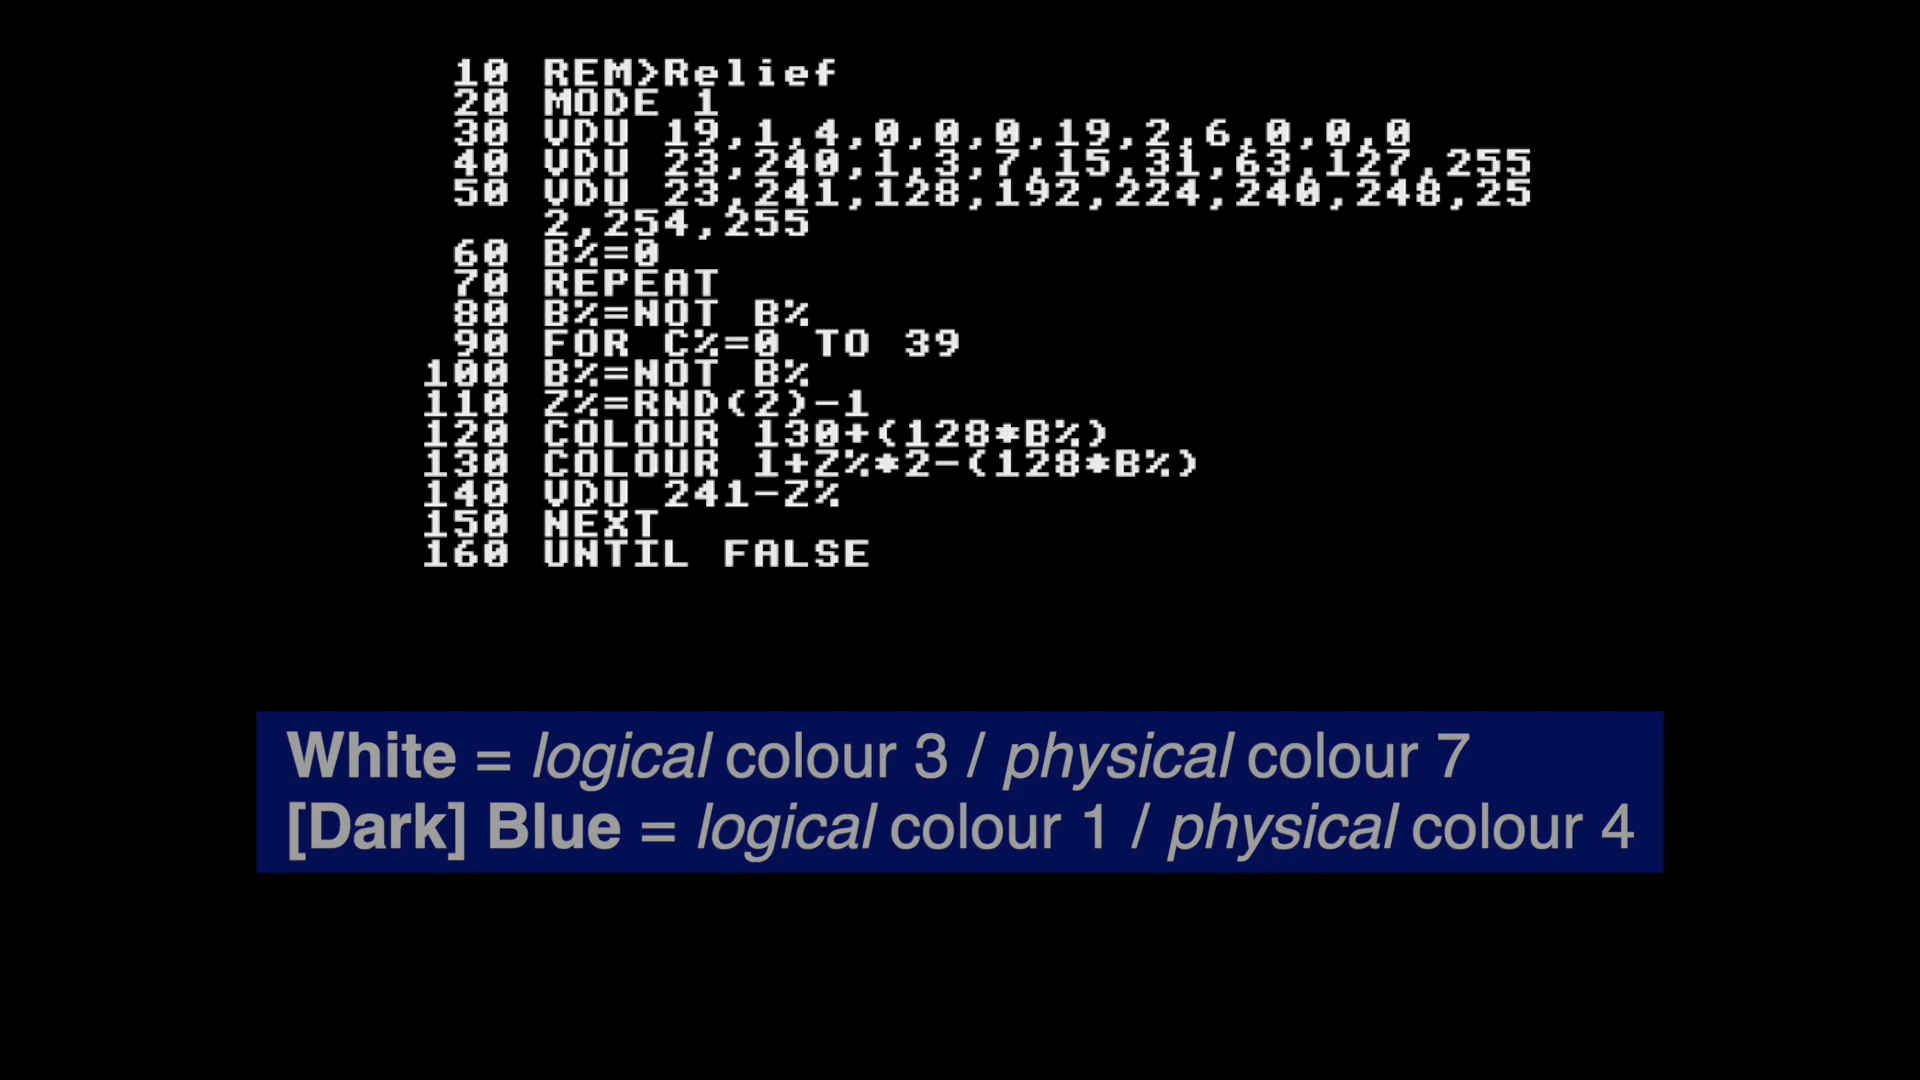 10 REM>Relief
20 MODE 1
30 VDU 19,1,4,0,0,0,19,2,6,0,0,0
40 VDU 23,240,1,3,7,15,31,63,127,255
50 VDU 23,241,128,192,224,240,248,25
2,254,255
60 B%=0
70 REPEAT
80 B%=NOT B%
90 FOR C%=0 TO 39
100 B%=NOT B%
110 Z%=RND(2)-1
120 COLOUR 130+(128*B%)
130 COLOUR 1+Z%*2-(128*B%)
140 VDU 241-Z%
150 NEXT
160 UNTIL FALSE
White = logical colour 3 / physical colour 7
[Dark] Blue = logical colour 1 / physical colour 4